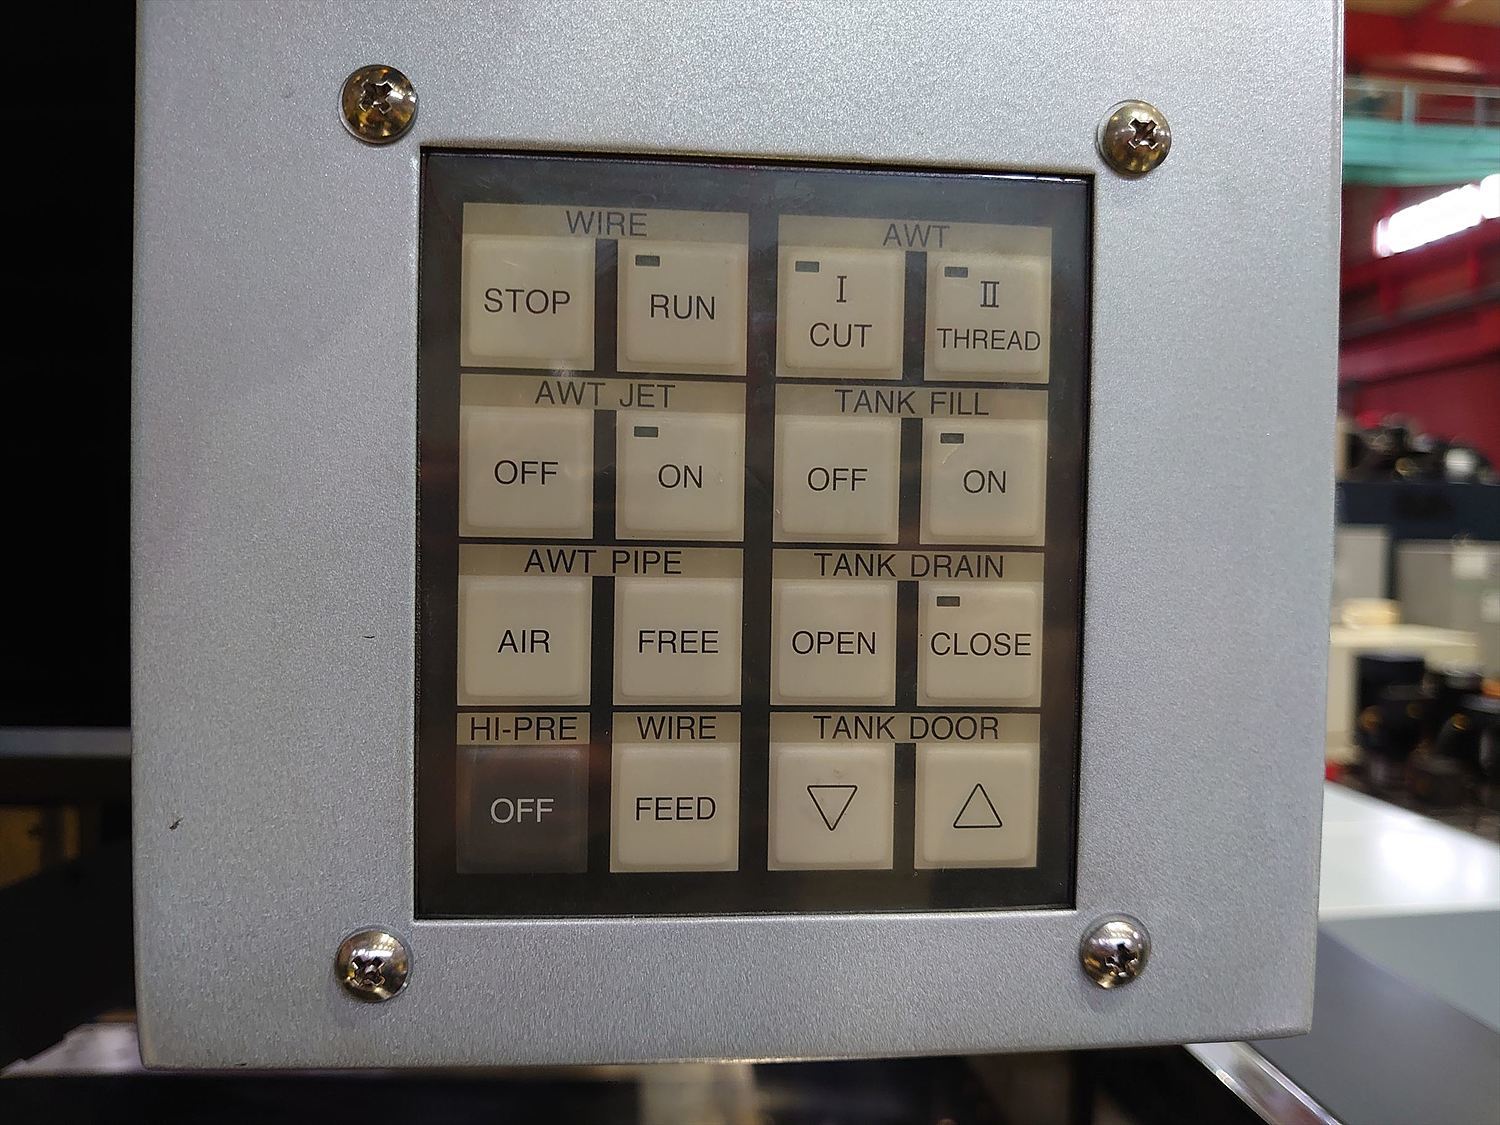 WIRE
STOP RUN
AWT
I
CUT
II
THREAD
AWT JET
OFF ON
TANK FILL
OFF ON
AWT PIPE
AIR FREE
TANK DRAIN
OPEN CLOSE
HI-PRE
OFF
WIRE
FEED
TANK DOOR
▽ △